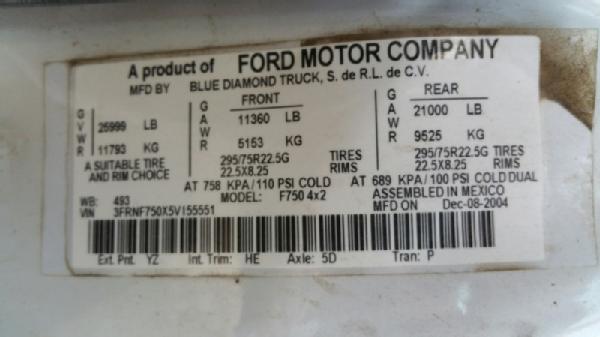 A product of FORD MOTOR COMPANY
MFD BY BLUE DIAMOND TRUCK, S. de R.L. de C.V.
GVWR 25999 LB
11793 KG
A SUITABLE TIRE
AND RIM CHOICE
FRONT
GAWR 11360 LB
5153 KG
295/75R22.5G TIRES
22.5X8.25 RIMS
AT 758 KPA/110 PSI COLD
REAR
GAWR 21000 LB
9525 KG
295/75R22.5G TIRES
22.5X8.25 RIMS
AT 689 KPA/100 PSI COLD DUAL
WB: 493 MODEL: F750 4x2 ASSEMBLED IN MEXICO
VIN 3FRNF750X5V155551 MFD ON Dec-08-2004
Ext. Pnt. YZ Int. Trim: HE Axle: 5D Tran: P